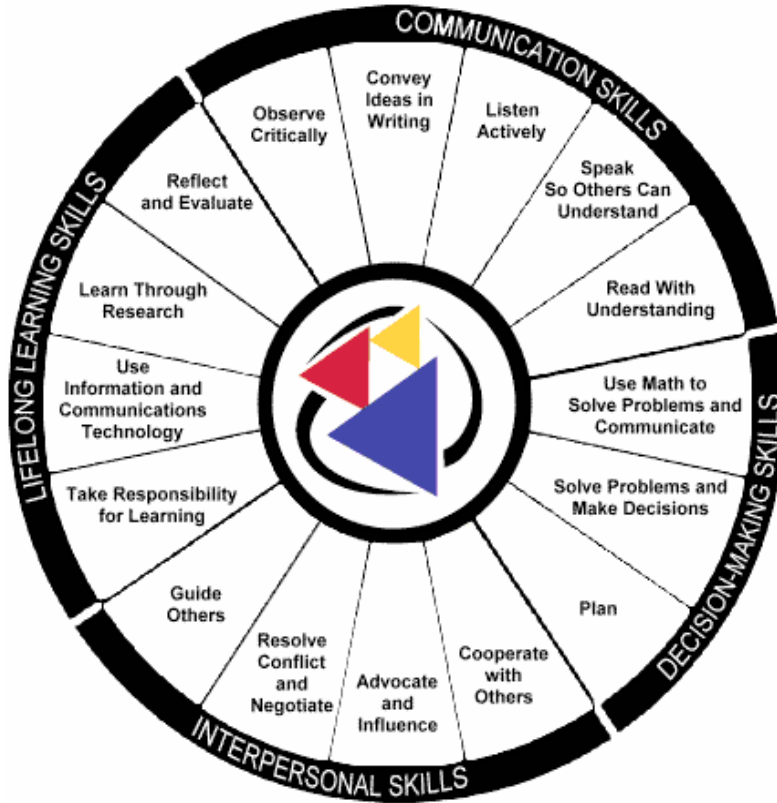 COMMUNICATION SKILLS
Observe
Critically
Convey
Ideas in
Writing
Listen
Actively
Speak
So Others Can
Understand
Read With
Understanding
DECISION-MAKING SKILLS
Use Math to
Solve Problems and
Communicate
Solve Problems and
Make Decisions
Plan
INTERPERSONAL SKILLS
Cooperate
with
Others
Advocate
and
Influence
Resolve
Conflict
and
Negotiate
Guide
Others
LIFELONG LEARNING SKILLS
Take Responsibility
for Learning
Use
Information and
Communications
Technology
Learn Through
Research
Reflect
and Evaluate